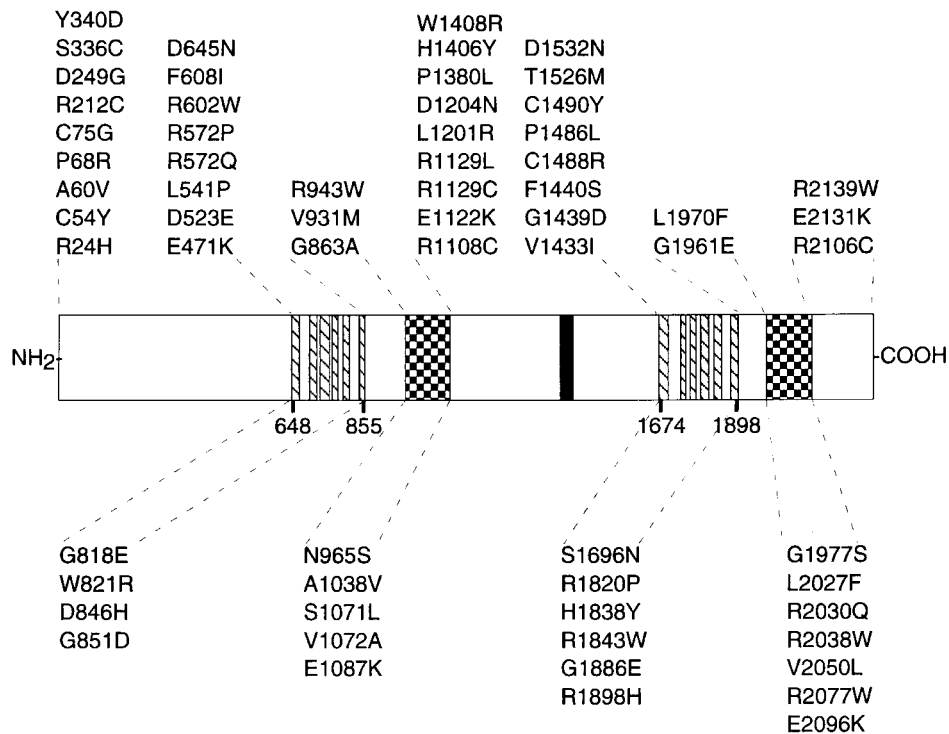 Y340D
S336C
D249G
R212C
C75G
P68R
A60V
C54Y
R24H
D645N
F608I
R602W
R572P
R572Q
L541P
D523E
E471K
R943W
V931M
G863A
W1408R
H1406Y
P1380L
D1204N
L1201R
R1129L
R1129C
E1122K
R1108C
D1532N
T1526M
C1490Y
P1486L
C1488R
F1440S
G1439D
V1433I
L1970F
G1961E
R2139W
E2131K
R2106C
NH2
COOH
648
855
1674
1898
G818E
W821R
D846H
G851D
N965S
A1038V
S1071L
V1072A
E1087K
S1696N
R1820P
H1838Y
R1843W
G1886E
R1898H
G1977S
L2027F
R2030Q
R2038W
V2050L
R2077W
E2096K